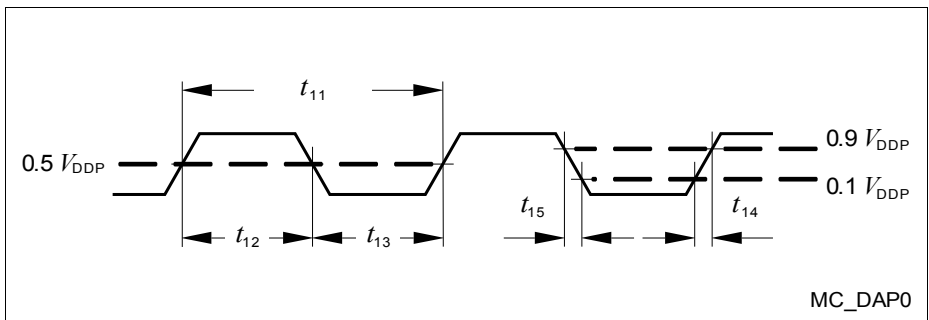 t11
0.5 VDDP
0.9 VDDP
0.1 VDDP
t15
t14
t12
t13
MC_DAP0